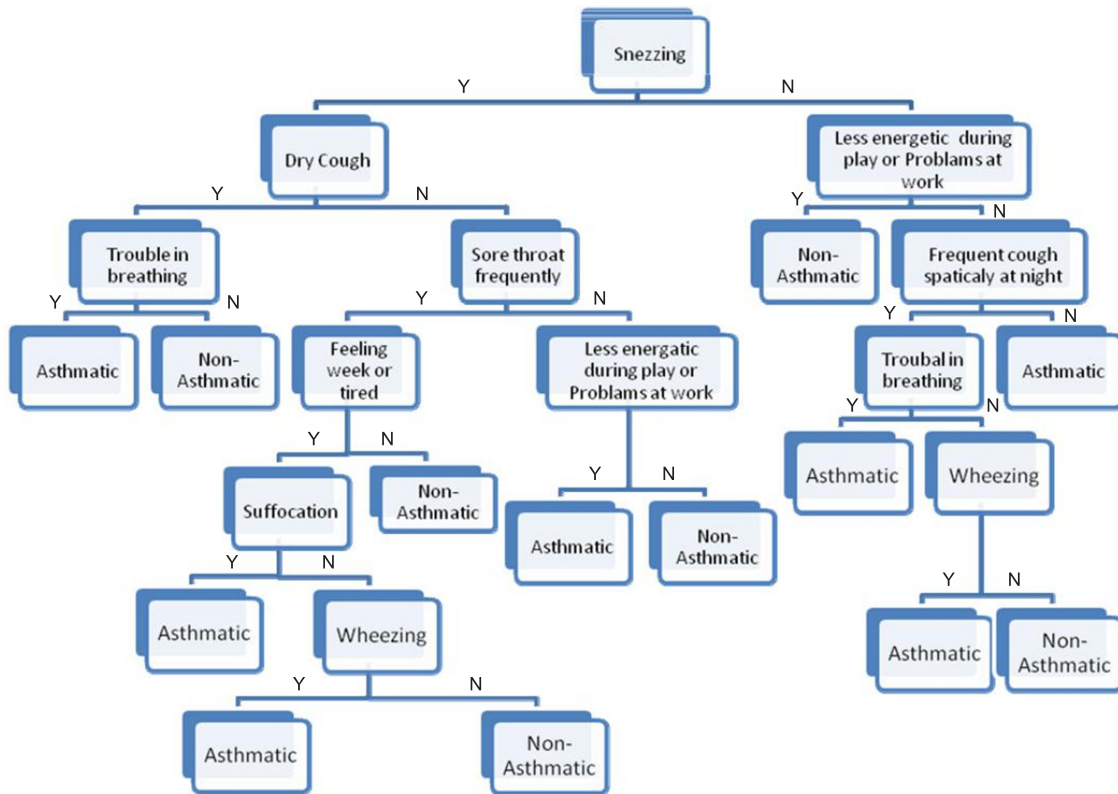 Snezzing
Y
N
Dry Cough
Less energetic during
play or Problams at
work
Y
N
Y
N
Trouble in
breathing
Sore throat
frequently
Non-
Asthmatic
Frequent cough
spaticaly at night
Y
N
Y
N
Y
N
Asthmatic
Non-
Asthmatic
Feeling
week or
tired
Less energatic
during play or
Problams at work
Troubal in
breathing
Asthmatic
Y
N
Y
N
Y
N
Suffocation
Non-
Asthmatic
Asthmatic
Non-
Asthmatic
Asthmatic
Wheezing
Y
N
Y
N
Asthmatic
Wheezing
Asthmatic
Non-
Asthmatic
Y
N
Asthmatic
Non-
Asthmatic